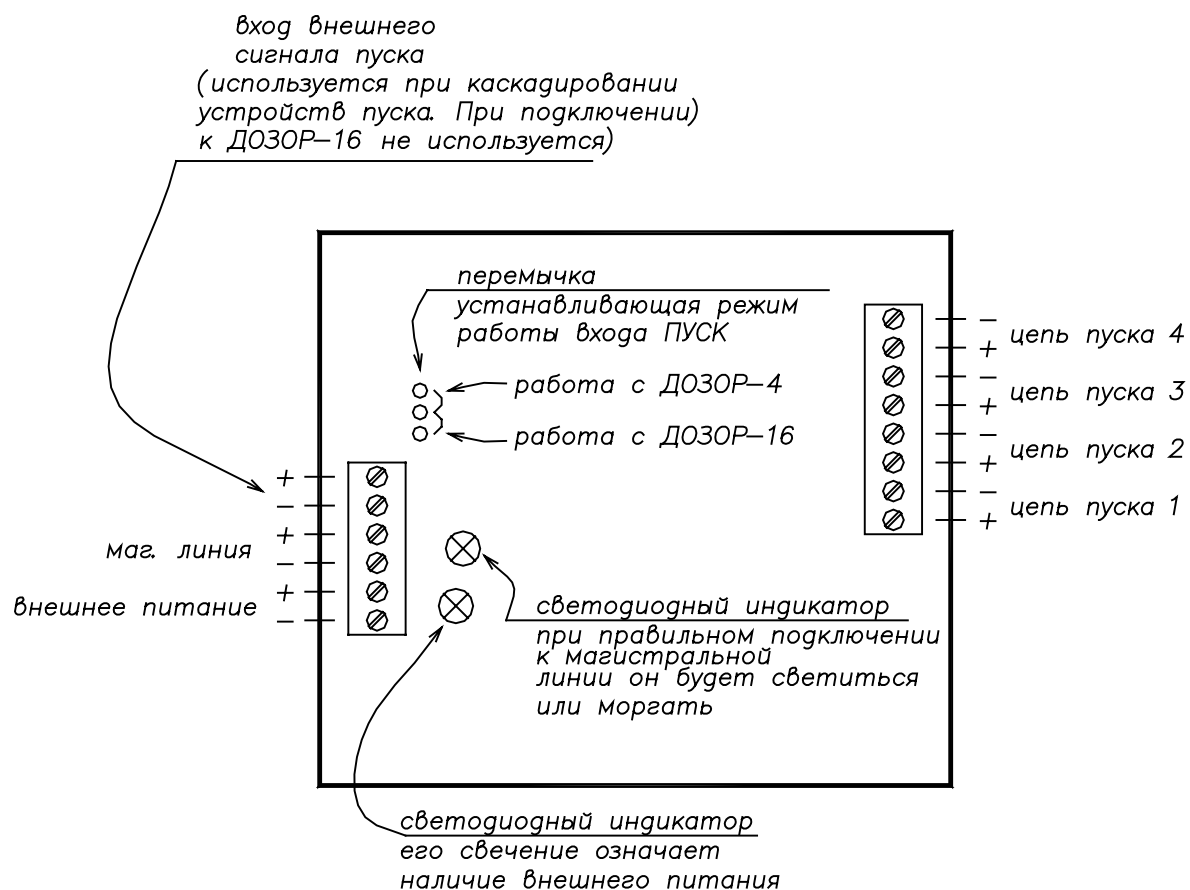 вход внешнего
сигнала пуска
(используется при каскадировании
устройств пуска. При подключении)
к ДОЗОР-16 не используется)
перемычка
устанавливающая режим
работы входа ПУСК
работа с ДОЗОР-4
работа с ДОЗОР-16
− цепь пуска 4
+
− цепь пуска 3
+
− цепь пуска 2
+
− цепь пуска 1
+
+
−
+
маг. линия
−
+
внешнее питание
−
светодиодный индикатор
при правильном подключении
к магистральной
линии он будет светиться
или моргать
светодиодный индикатор
его свечение означает
наличие внешнего питания